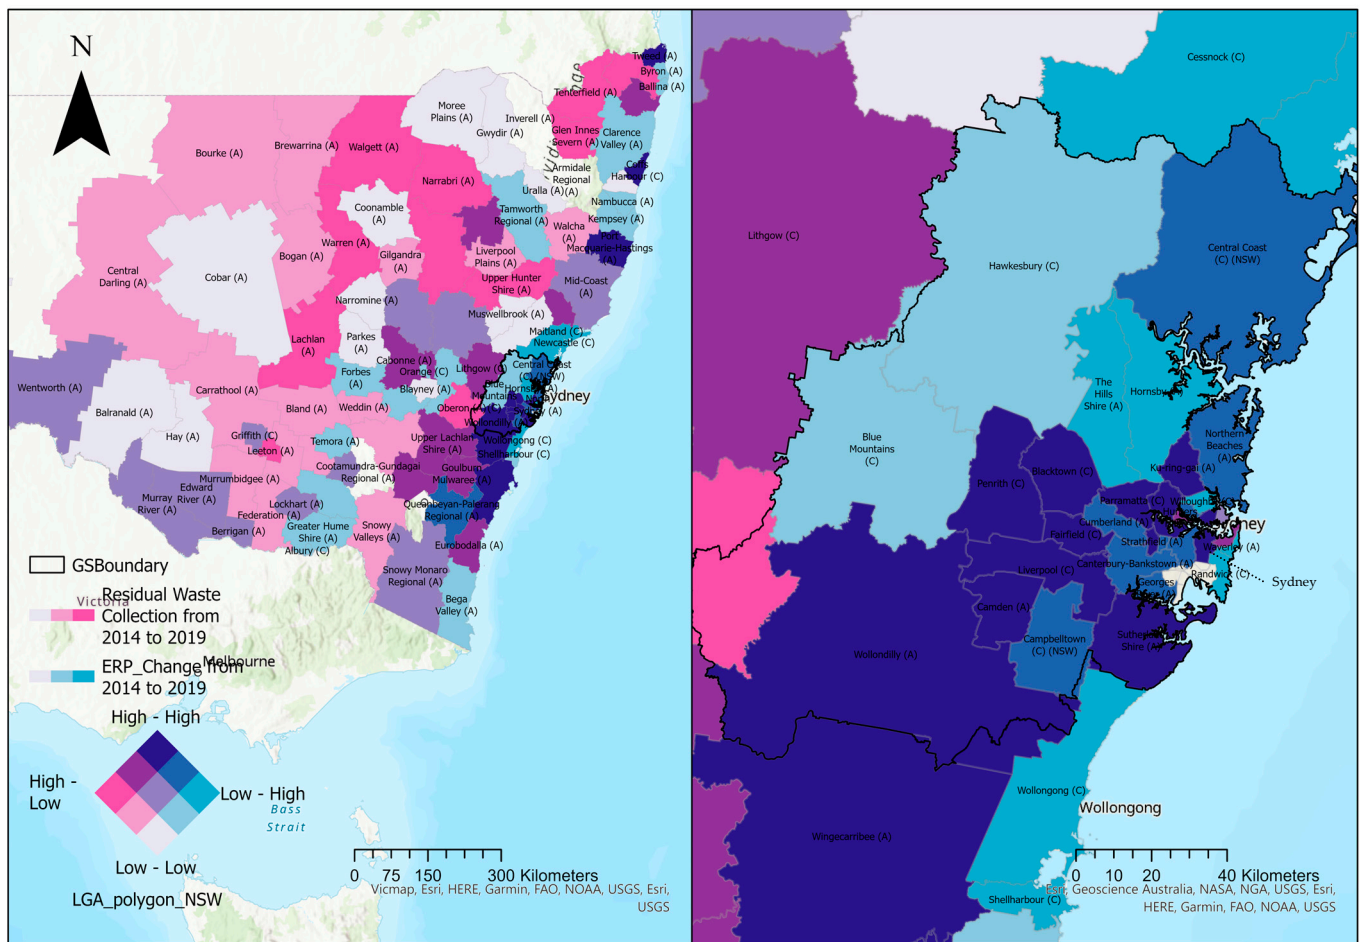 N
Tweed (A)
Byron (A)
Ballina (A)
Tenterfield (A)
Moree
Plains (A)
Inverell (A)
Gwydir (A)
Glen Innes
Severn (A)
Clarence
Valley (A)
Bourke (A)
Brewarrina (A)
Walgett (A)
Narrabri (A)
Armidale
Regional
(A)
Coffs
Harbour (C)
Uralla (A)
Nambucca (A)
Coonamble
(A)
Tamworth
Regional (A)
Kempsey (A)
Walcha
(A)
Port
Macquarie-Hastings
(A)
Warren (A)
Bogan (A)
Gilgandra
(A)
Liverpool
Plains (A)
Central
Darling (A)
Cobar (A)
Upper Hunter
Shire (A)
Mid-Coast
(A)
Narromine (A)
Muswellbrook (A)
Parkes
(A)
Maitland (C)
Newcastle (C)
Lachlan
(A)
Cabonne (A)
Orange (C)
Lithgow (C)
Central Coast
(C) (NSW)
Forbes
(A)
Blayney (A)
Blue
Mountains
Sydney
Wentworth (A)
Carrathool (A)
Bland (A)
Weddin (A)
Oberon (A)
Sydney (A)
Wollondilly (A)
Balranald (A)
Hay (A)
Griffith (C)
Leeton (A)
Temora (A)
Upper Lachlan
Shire (A)
Wollongong (C)
Shellharbour (C)
Cootamundra-Gundagai
Regional (A)
Goulburn
Mulwaree (A)
Murrumbidgee (A)
Edward
River (A)
Murray
River (A)
Lockhart (A)
Federation (A)
Berrigan (A)
Greater Hume
Shire (A)
Albury (C)
Snowy
Valleys (A)
Queanbeyan-Palerang
Regional (A)
Eurobodalla (A)
Snowy Monaro
Regional (A)
Bega
Valley (A)
GSBoundary
Victoria
Residual Waste
Collection from
2014 to 2019
ERP_Change from
2014 to 2019
Melbourne
High - High
High -
Low
Low - High
Low - Low
Bass
Strait
LGA_polygon_NSW
0 75 150 300 Kilometers
Vicmap, Esri, HERE, Garmin, FAO, NOAA, USGS, Esri,
USGS
Cessnock (C)
Lithgow (C)
Hawkesbury (C)
Central Coast
(C) (NSW)
The
Hills
Shire (A)
Hornsby (A)
Blue
Mountains
(C)
Northern
Beaches
(A)
Ku-ring-gai (A)
Blacktown (C)
Penrith (C)
Parramatta (C)
Cumberland (A)
Fairfield (C)
Strathfield (A)
Waverley (A)
Canterbury-Bankstown (A)
Liverpool (C)
Randwick (C)
Georges
Sydney
Camden (A)
Campbelltown
(C) (NSW)
Sutherland
Shire (A)
Wollondilly (A)
Wollongong (C)
Wollongong
Wingecarribee (A)
Shellharbour (C)
0 10 20 40 Kilometers
Esri, Geoscience Australia, NASA, NGA, USGS, Esri,
HERE, Garmin, FAO, NOAA, USGS